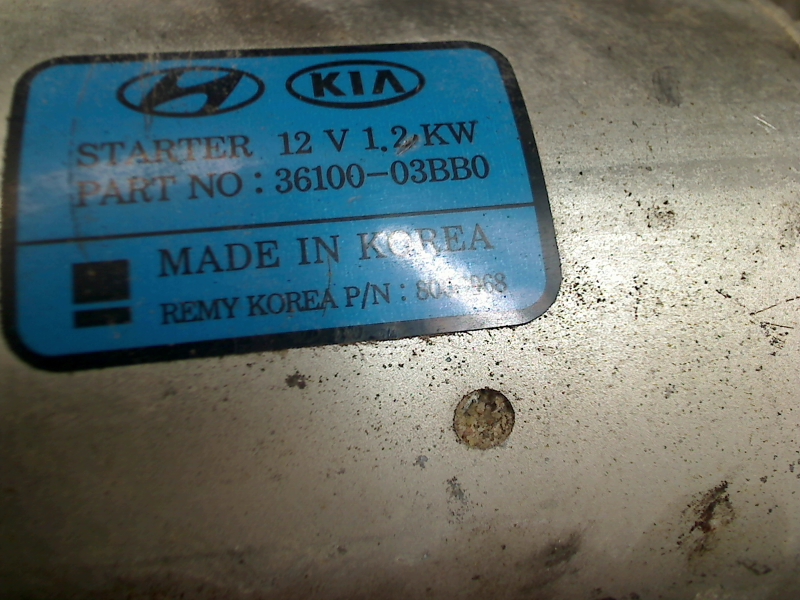 KIA
STARTER 12 V 1.2 KW
PART NO : 36100-03BB0
MADE IN KOREA
REMY KOREA P/N :